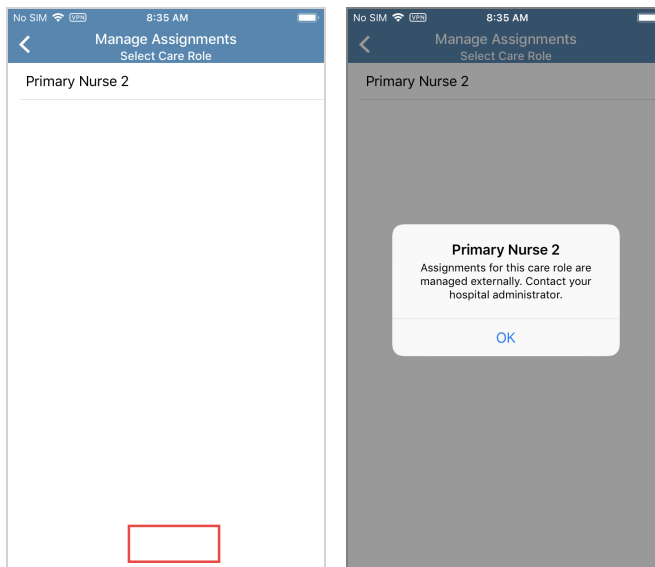 No SIM VPN 8:35 AM
Manage Assignments
Select Care Role
Primary Nurse 2
No SIM VPN 8:35 AM
Manage Assignments
Select Care Role
Primary Nurse 2
Primary Nurse 2
Assignments for this care role are
managed externally. Contact your
hospital administrator.
OK